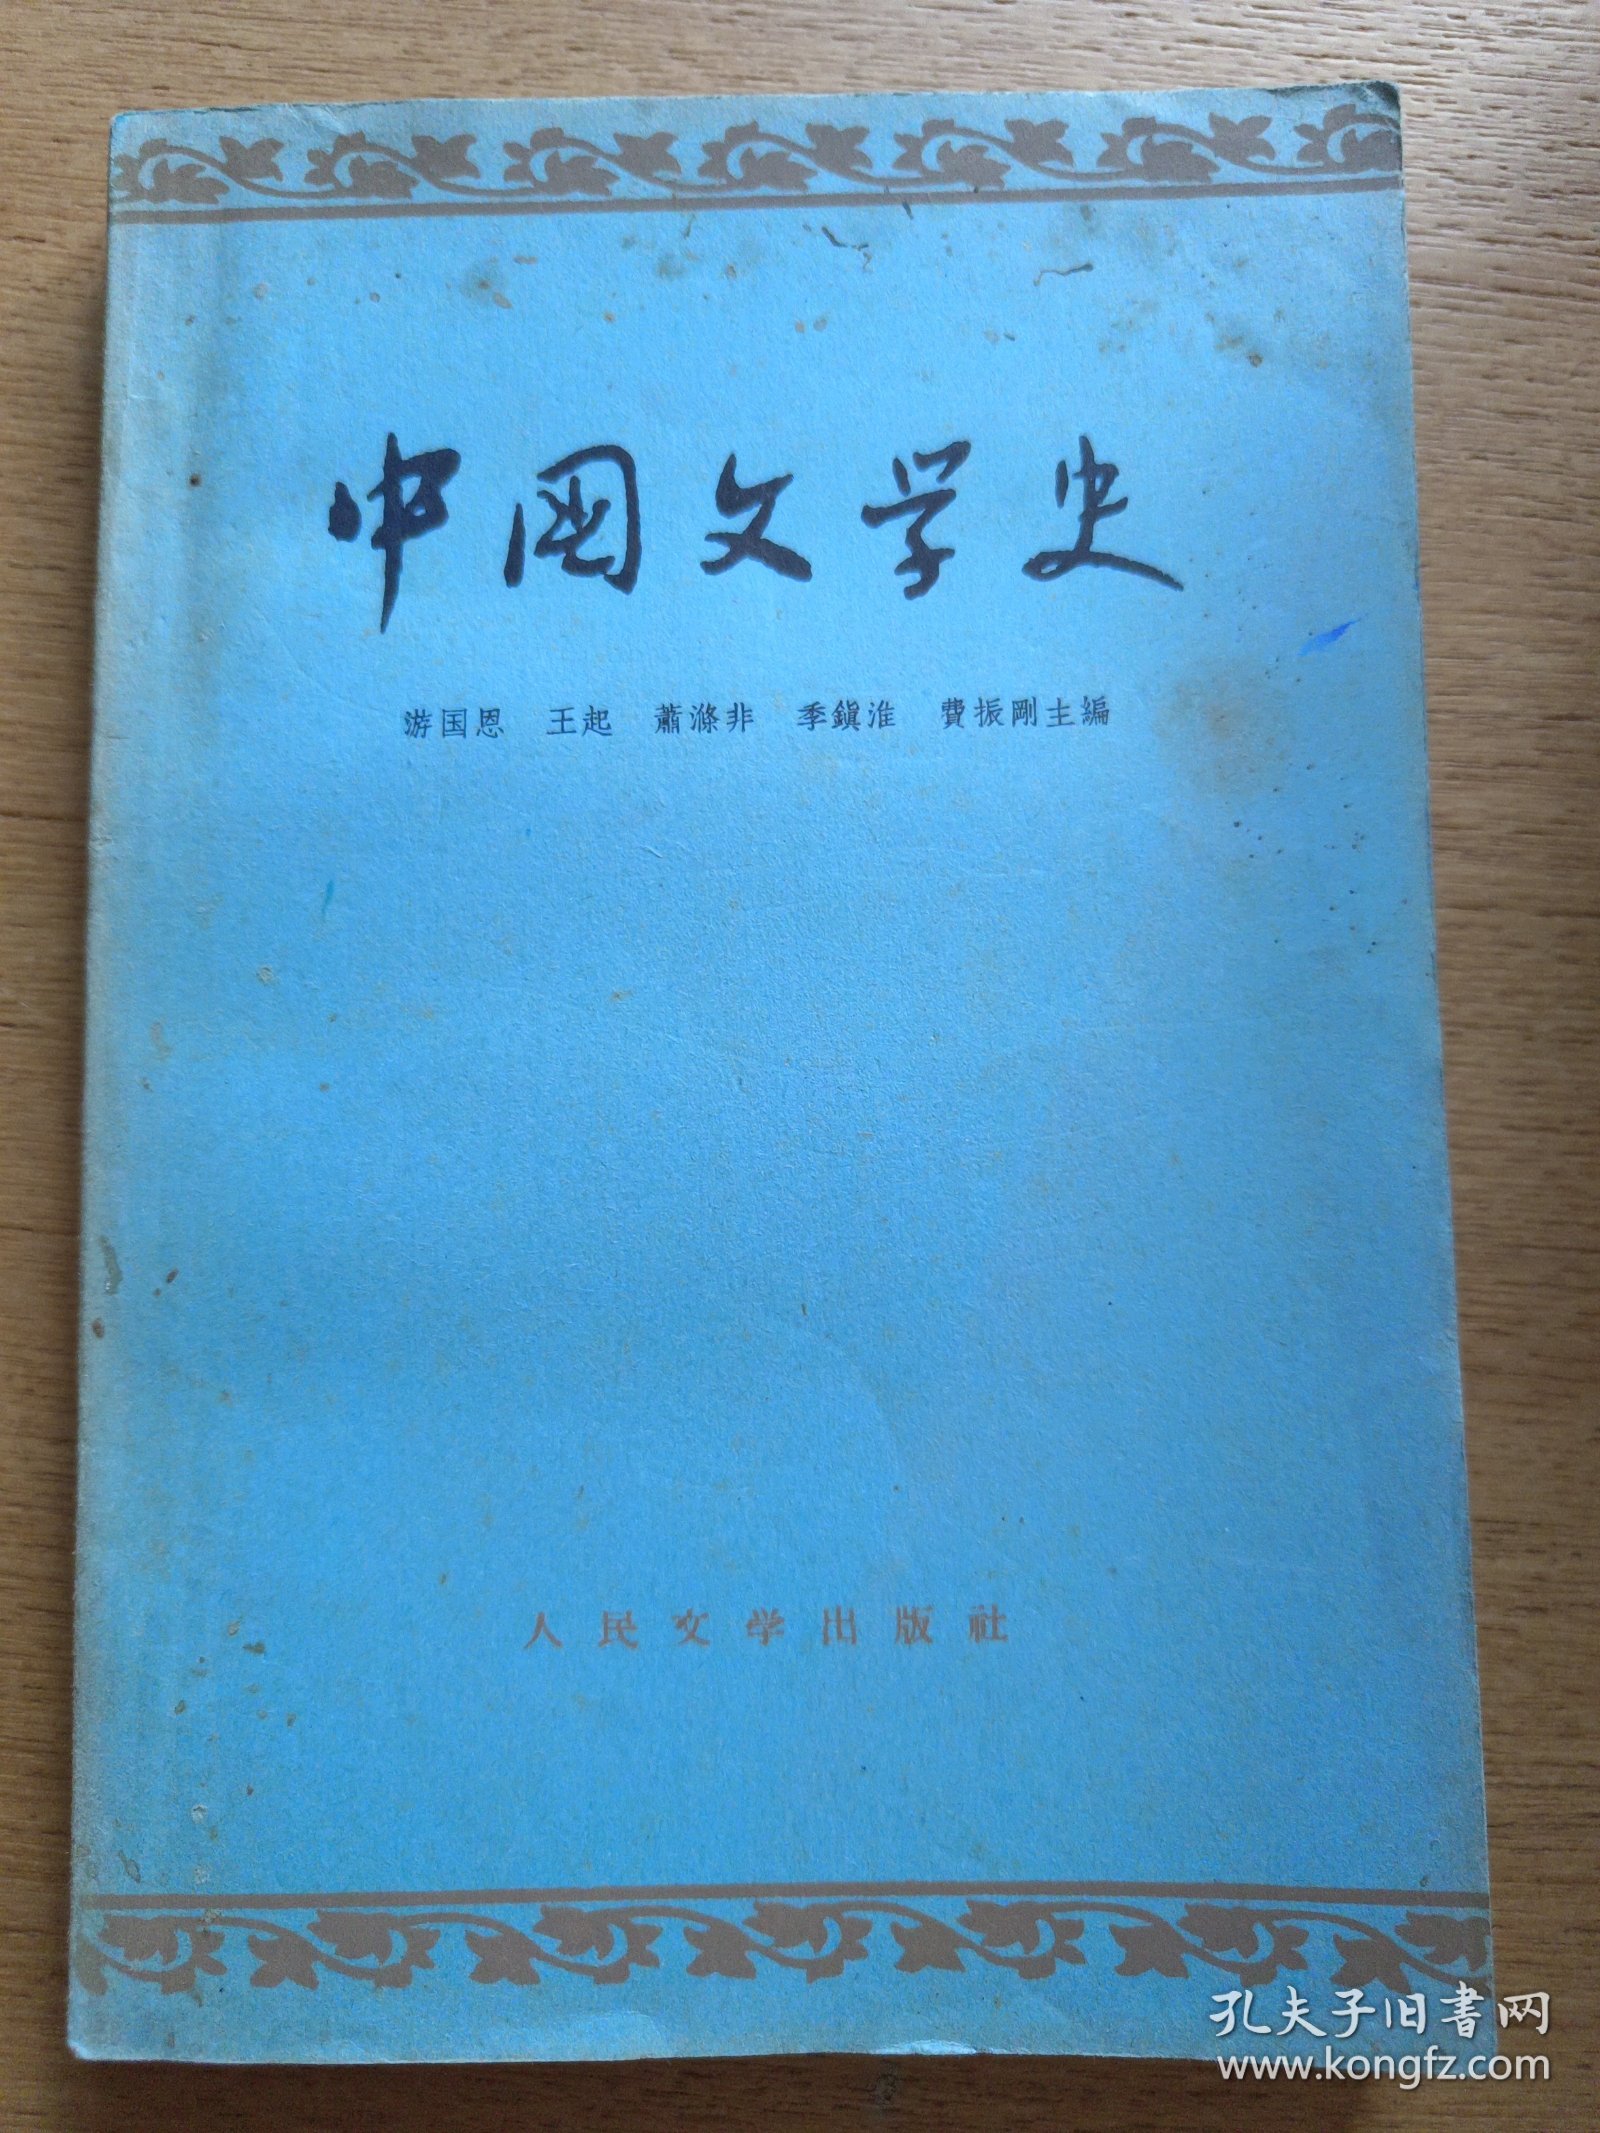 中国文学史
游国恩 王起 蕭滌非 季鎭淮 費振剛主編
人民文学出版社
孔夫子旧書网
www.kongfz.com